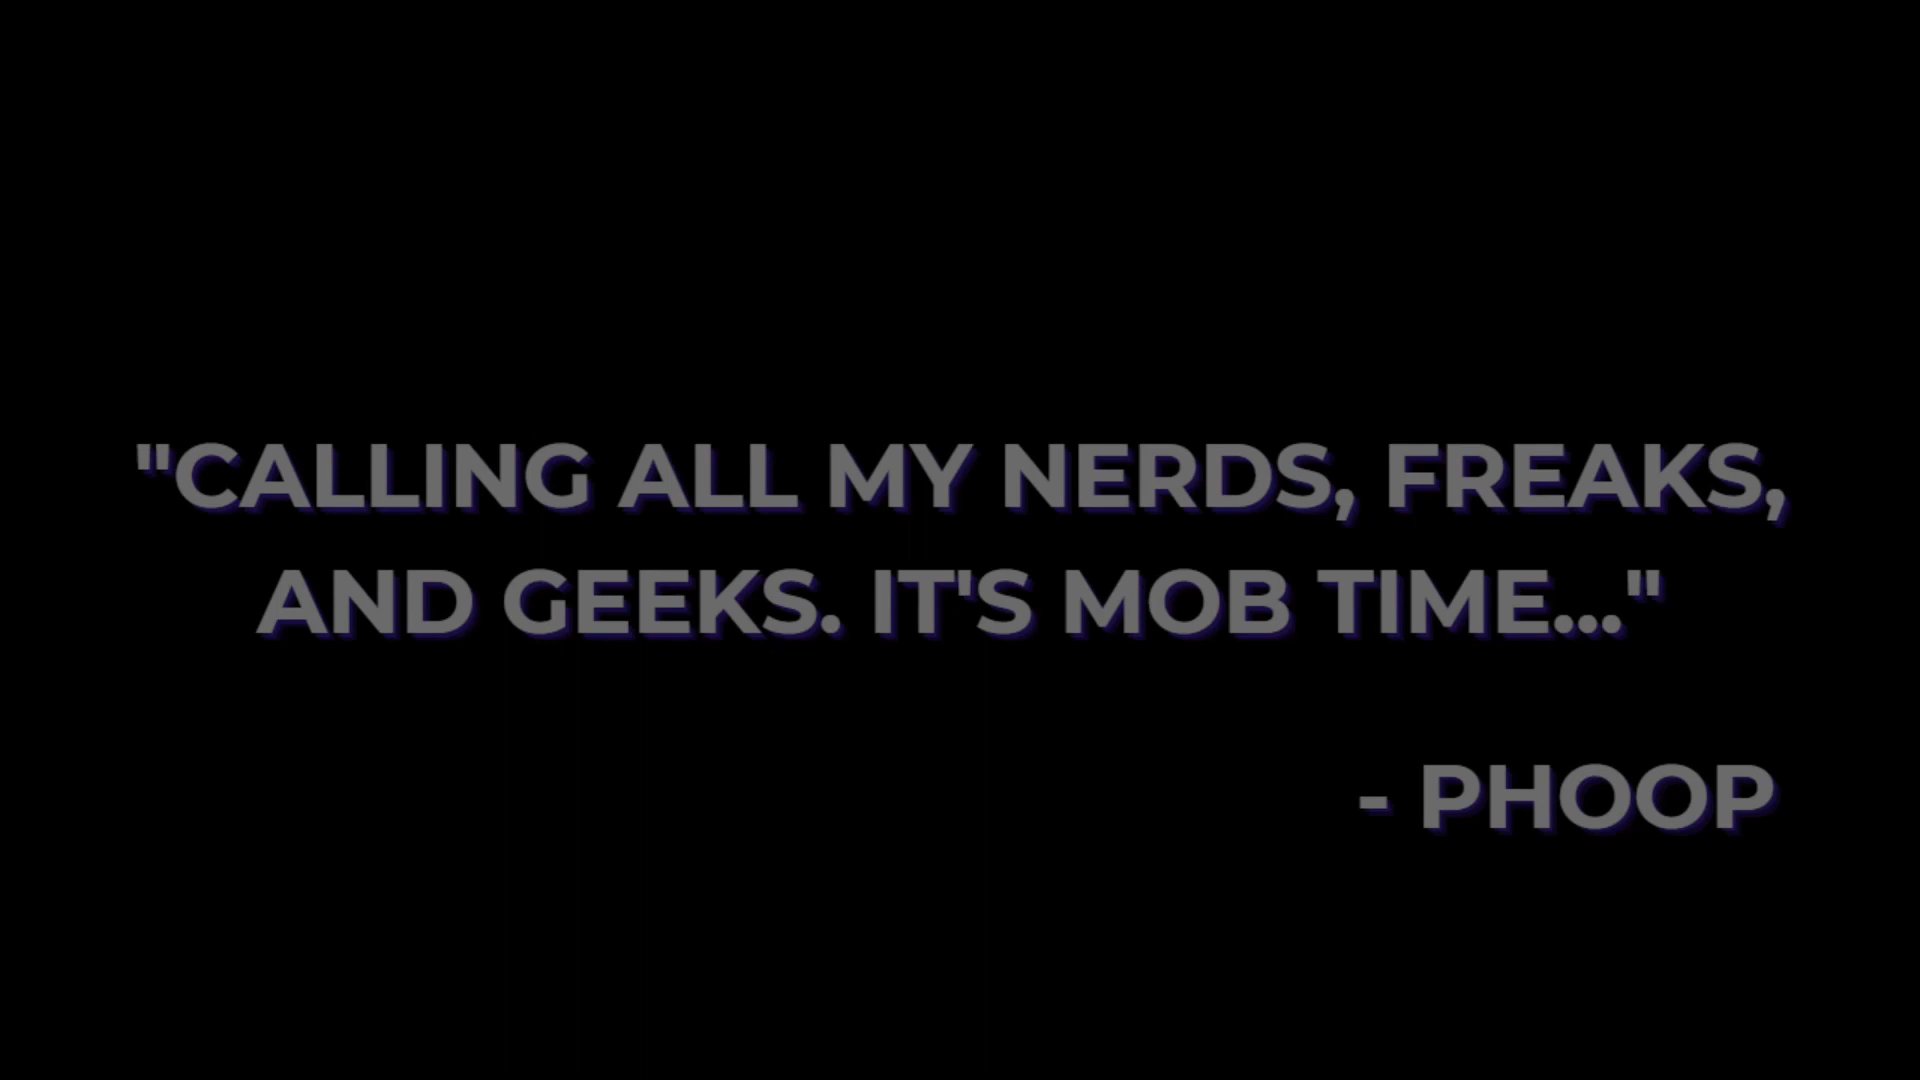 "CALLING ALL MY NERDS, FREAKS,
AND GEEKS. IT'S MOB TIME..."
- PHOOP